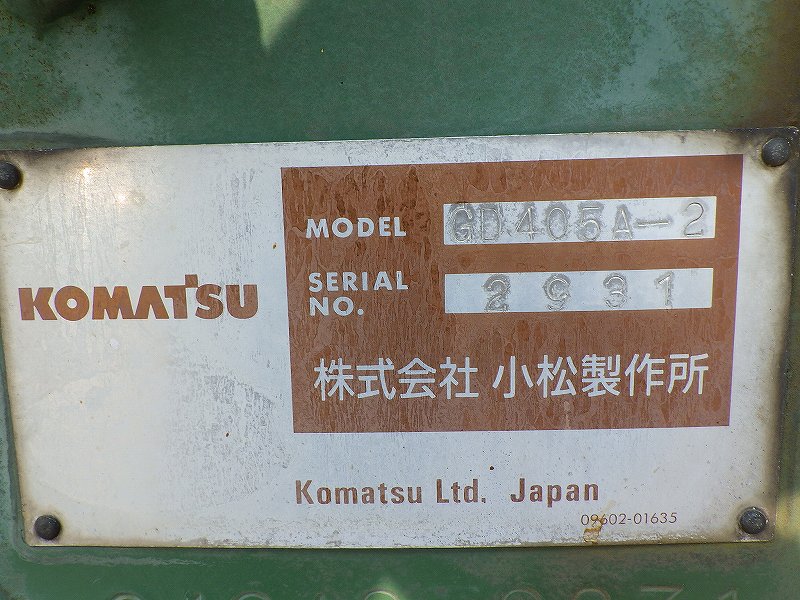 KOMATSU
MODEL GD405A-2
SERIAL NO. 2931
株式会社 小松製作所
Komatsu Ltd. Japan
09602-01635